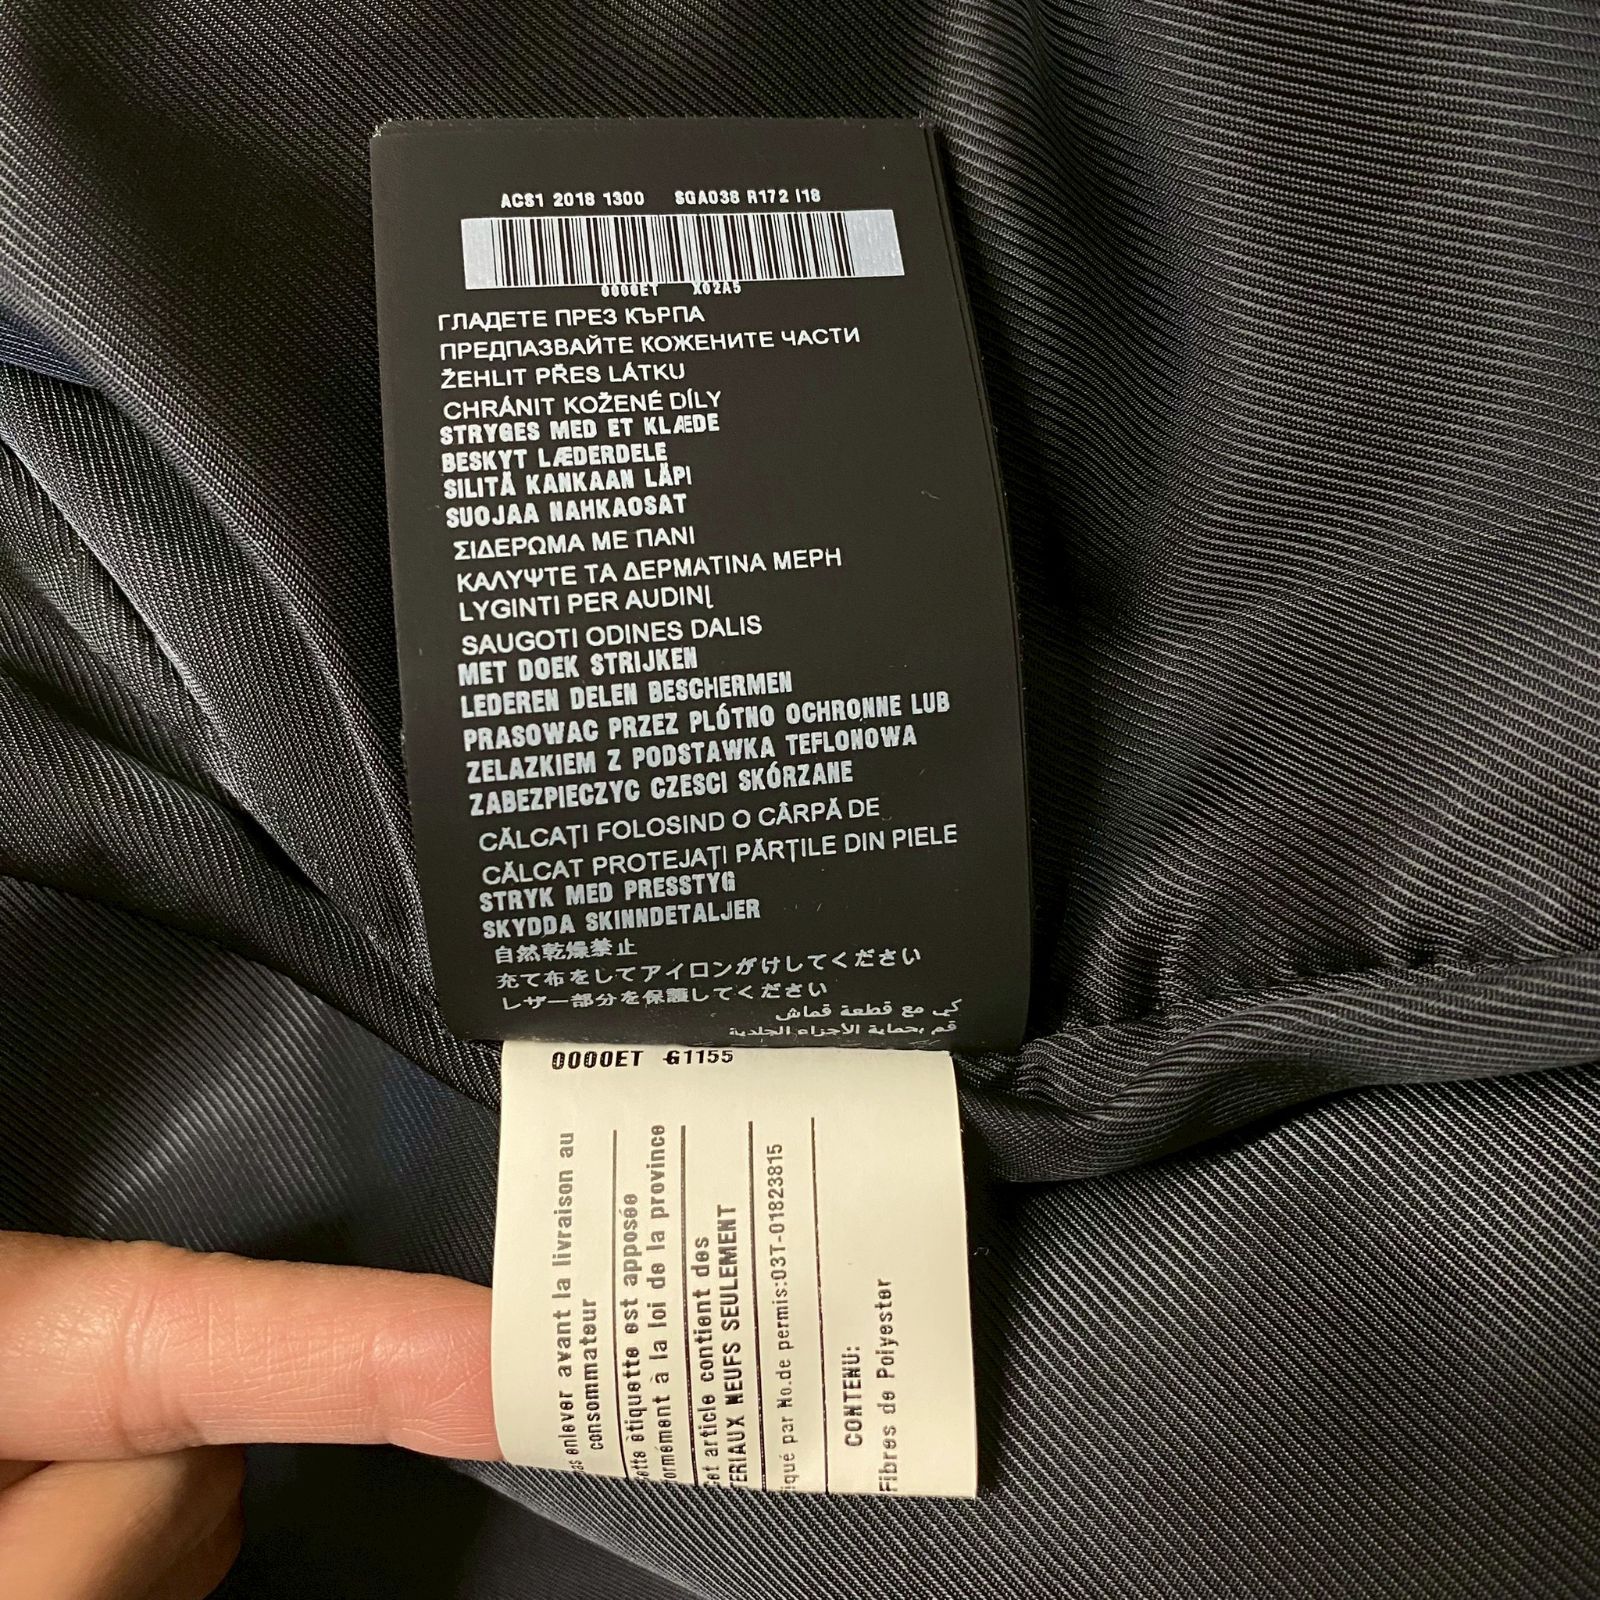 ACS1 2018 1300 SGA038 R172 I18
0000ET X02A5
ГЛАДЕТЕ ПРЕЗ КЪРПА
ПРЕДПАЗВАЙТЕ КОЖЕНИТЕ ЧАСТИ
ŽEHLIT PŘES LÁTKU
CHRÁNIT KOŽENÉ DÍLY
STRYGES MED ET KLÆDE
BESKYT LÆDERDELE
SILITÄ KANKAAN LÄPI
SUOJAA NAHKAOSAT
ΣΙΔΕΡΩΜΑ ΜΕ ΠΑΝΙ
ΚΑΛΥΨΤΕ ΤΑ ΔΕΡΜΑΤΙΝΑ ΜΕΡΗ
LYGINTI PER AUDINĮ
SAUGOTI ODINES DALIS
MET DOEK STRIJKEN
LEDEREN DELEN BESCHERMEN
PRASOWAC PRZEZ PLÓTNO OCHRONNE LUB
ZELAZKIEM Z PODSTAWKA TEFLONOWA
ZABEZPIECZYC CZESCI SKÓRZANE
CĂLCAȚI FOLOSIND O CÂRPĂ DE
CĂLCAT PROTEJAȚI PĂRȚILE DIN PIELE
STRYK MED PRESSTYG
SKYDDA SKINNDETALJER
自然乾燥禁止
充て布をしてアイロンがけしてください
レザー部分を保護してください
كي مع قطعة قماش
قم بحماية الأجزاء الجلدية
0000ET G1155
enlever avant la livraison au
consommateur
étiquette est apposée
à la loi de la province
article contient des
NEUFS SEULEMENT
par No.de permis:03T-01823815
CONTENU:
Fibres de Polyester